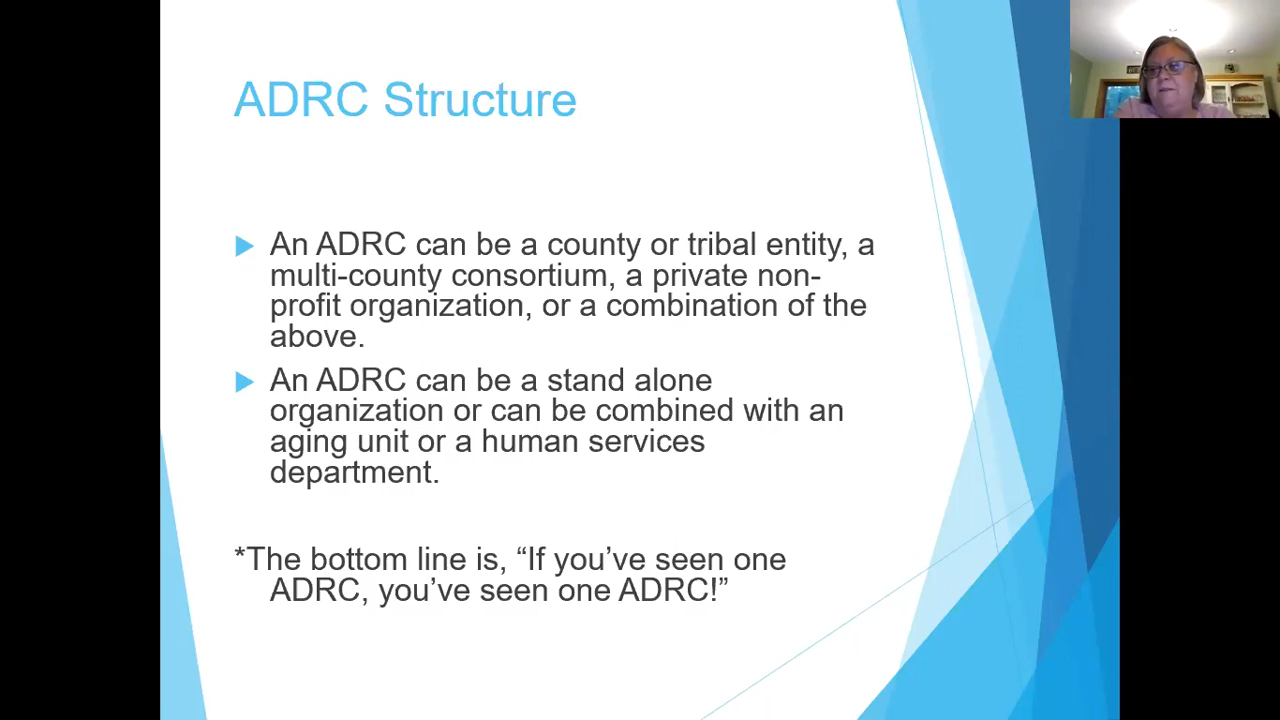 ADRC Structure
An ADRC can be a county or tribal entity, a
multi-county consortium, a private non-
profit organization, or a combination of the
above.
An ADRC can be a stand alone
organization or can be combined with an
aging unit or a human services
department.
*The bottom line is, “If you’ve seen one
ADRC, you’ve seen one ADRC!”